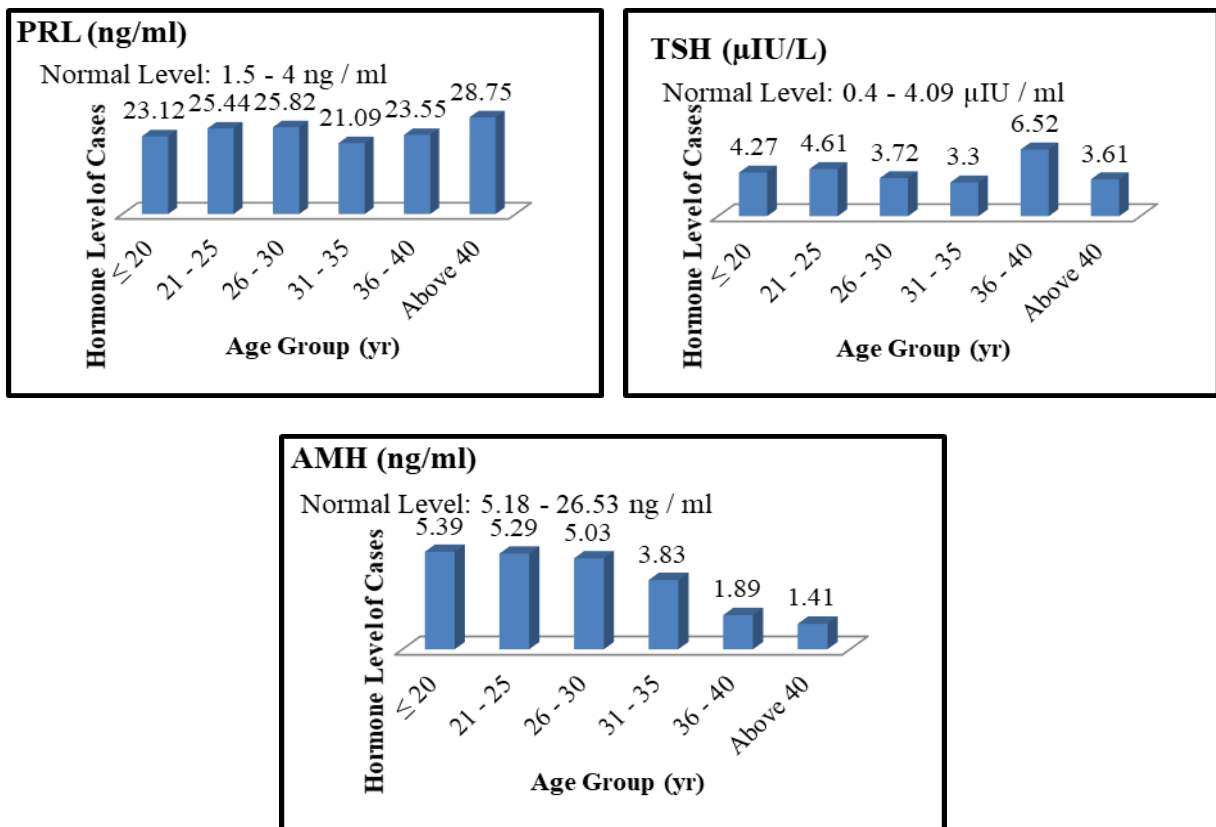 PRL (ng/ml)
Normal Level: 1.5 - 4 ng / ml
23.12
25.44
25.82
21.09
23.55
28.75
Hormone Level of Cases
≤ 20
21 - 25
26 - 30
31 - 35
36 - 40
Above 40
Age Group (yr)
TSH (µIU/L)
Normal Level: 0.4 - 4.09 µIU / ml
4.27
4.61
3.72
3.3
6.52
3.61
Hormone Level of Cases
≤ 20
21 - 25
26 - 30
31 - 35
36 - 40
Above 40
Age Group (yr)
AMH (ng/ml)
Normal Level: 5.18 - 26.53 ng / ml
5.39
5.29
5.03
3.83
1.89
1.41
Hormone Level of Cases
≤ 20
21 - 25
26 - 30
31 - 35
36 - 40
Above 40
Age Group (yr)